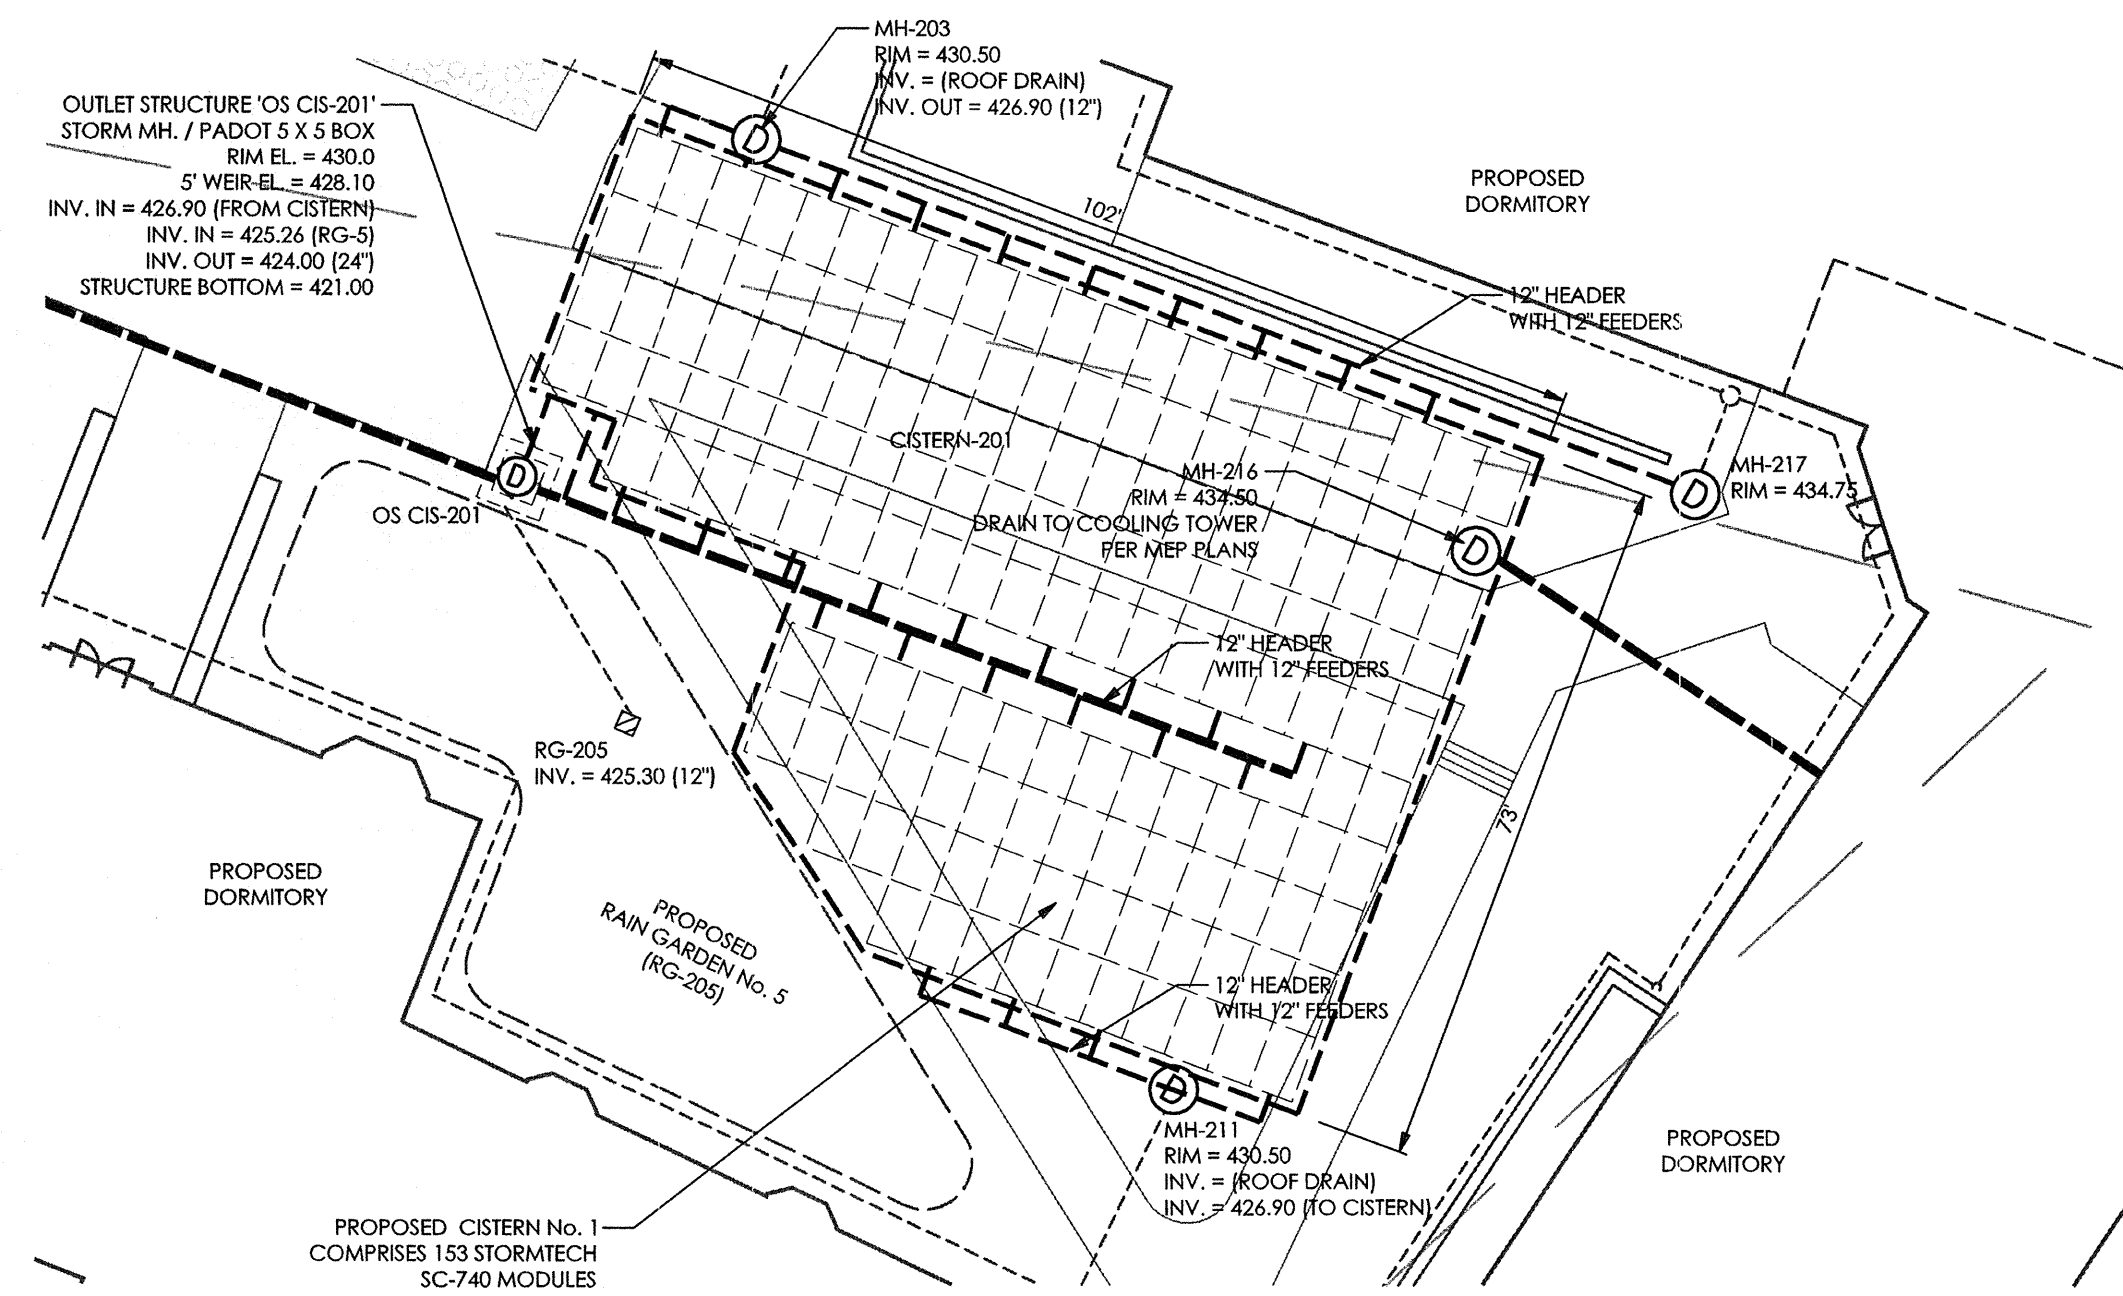 MH-203
RIM = 430.50
INV. = (ROOF DRAIN)
INV. OUT = 426.90 (12")
OUTLET STRUCTURE 'OS CIS-201'
STORM MH. / PADOT 5 X 5 BOX
RIM EL. = 430.0
5' WEIR EL. = 428.10
INV. IN = 426.90 (FROM CISTERN)
INV. IN = 425.26 (RG-5)
INV. OUT = 424.00 (24")
STRUCTURE BOTTOM = 421.00
D
PROPOSED
DORMITORY
102'
12" HEADER
WITH 12" FEEDERS
CISTERN-201
MH-216
RIM = 434.50
DRAIN TO COOLING TOWER
PER MEP PLANS
D
MH-217
RIM = 434.75
D
D
OS CIS-201
12" HEADER
WITH 12" FEEDERS
RG-205
INV. = 425.30 (12")
73'
PROPOSED
DORMITORY
PROPOSED
RAIN GARDEN No. 5
(RG-205)
12" HEADER
WITH 12" FEEDERS
D
MH-211
RIM = 430.50
INV. = (ROOF DRAIN)
INV. = 426.90 (TO CISTERN)
PROPOSED
DORMITORY
PROPOSED CISTERN No. 1
COMPRISES 153 STORMTECH
SC-740 MODULES